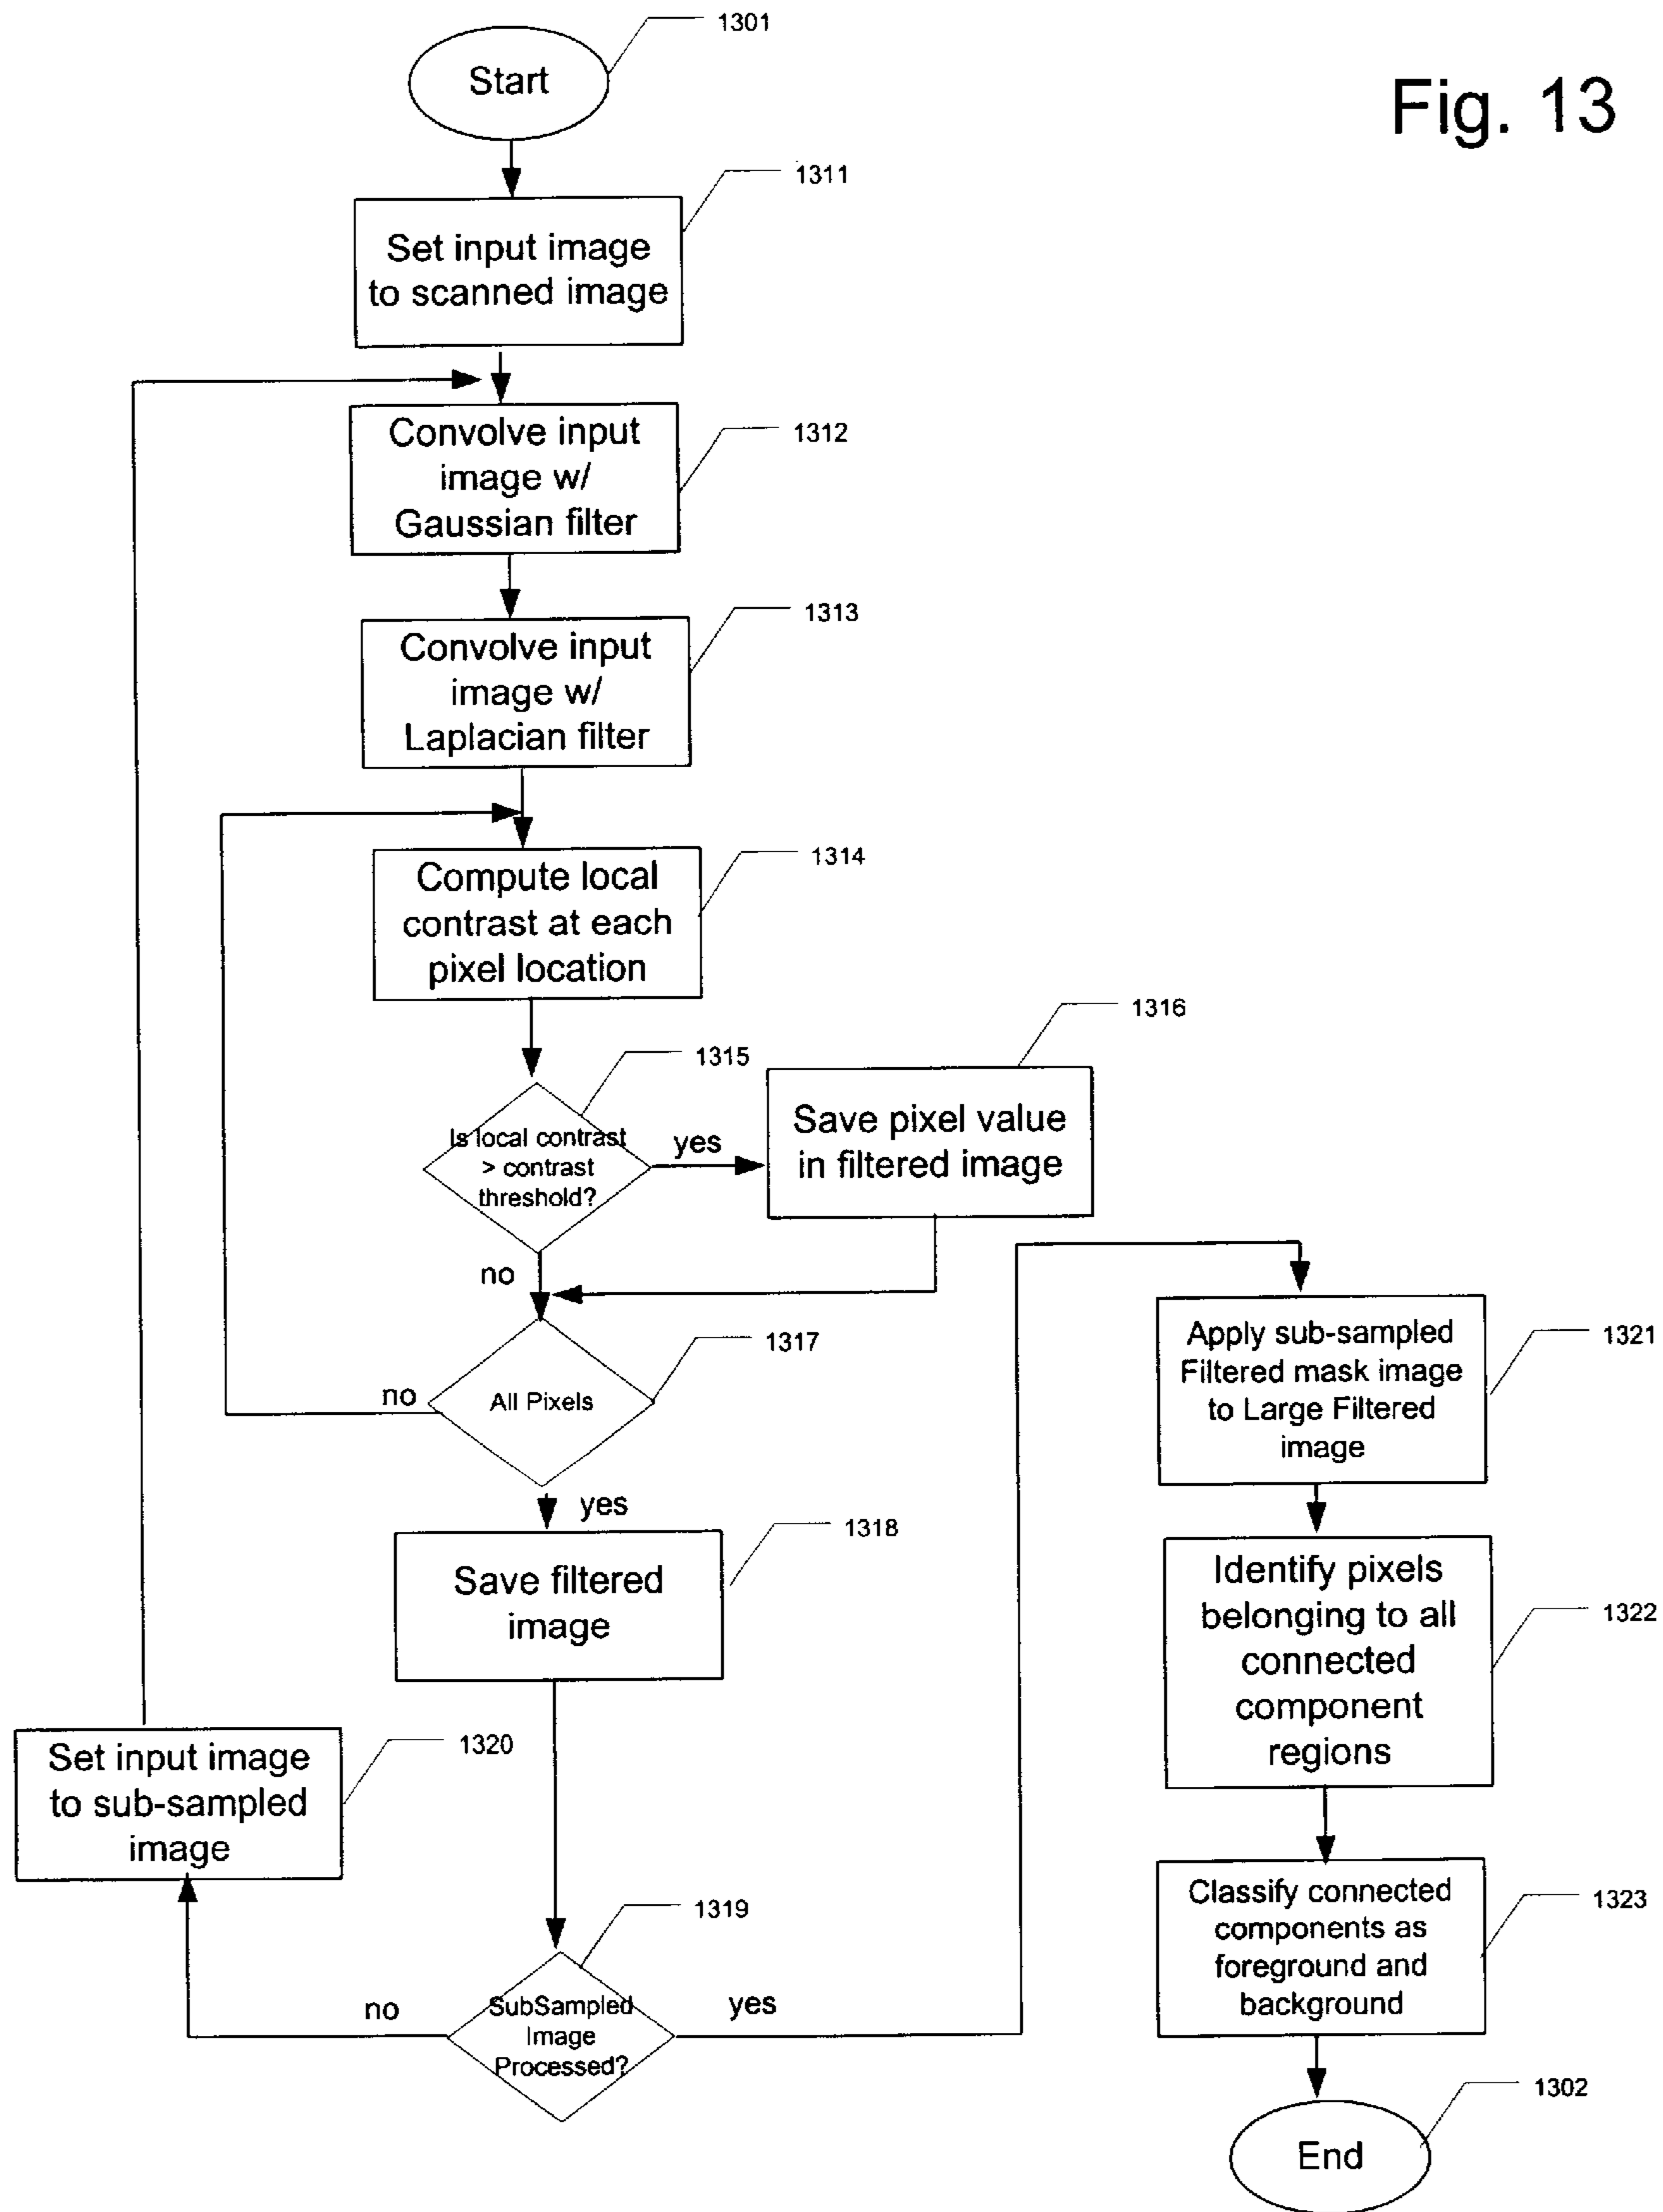 Fig. 13
1301
Start
1311
Set input image
to scanned image
1312
Convolve input
image w/
Gaussian filter
1313
Convolve input
image w/
Laplacian filter
1314
Compute local
contrast at each
pixel location
1315
Is local contrast
> contrast
threshold?
yes
no
1316
Save pixel value
in filtered image
1317
All Pixels
no
yes
1318
Save filtered
image
1319
SubSampled
Image
Processed?
no
yes
1320
Set input image
to sub-sampled
image
1321
Apply sub-sampled
Filtered mask image
to Large Filtered
image
1322
Identify pixels
belonging to all
connected
component
regions
1323
Classify connected
components as
foreground and
background
1302
End